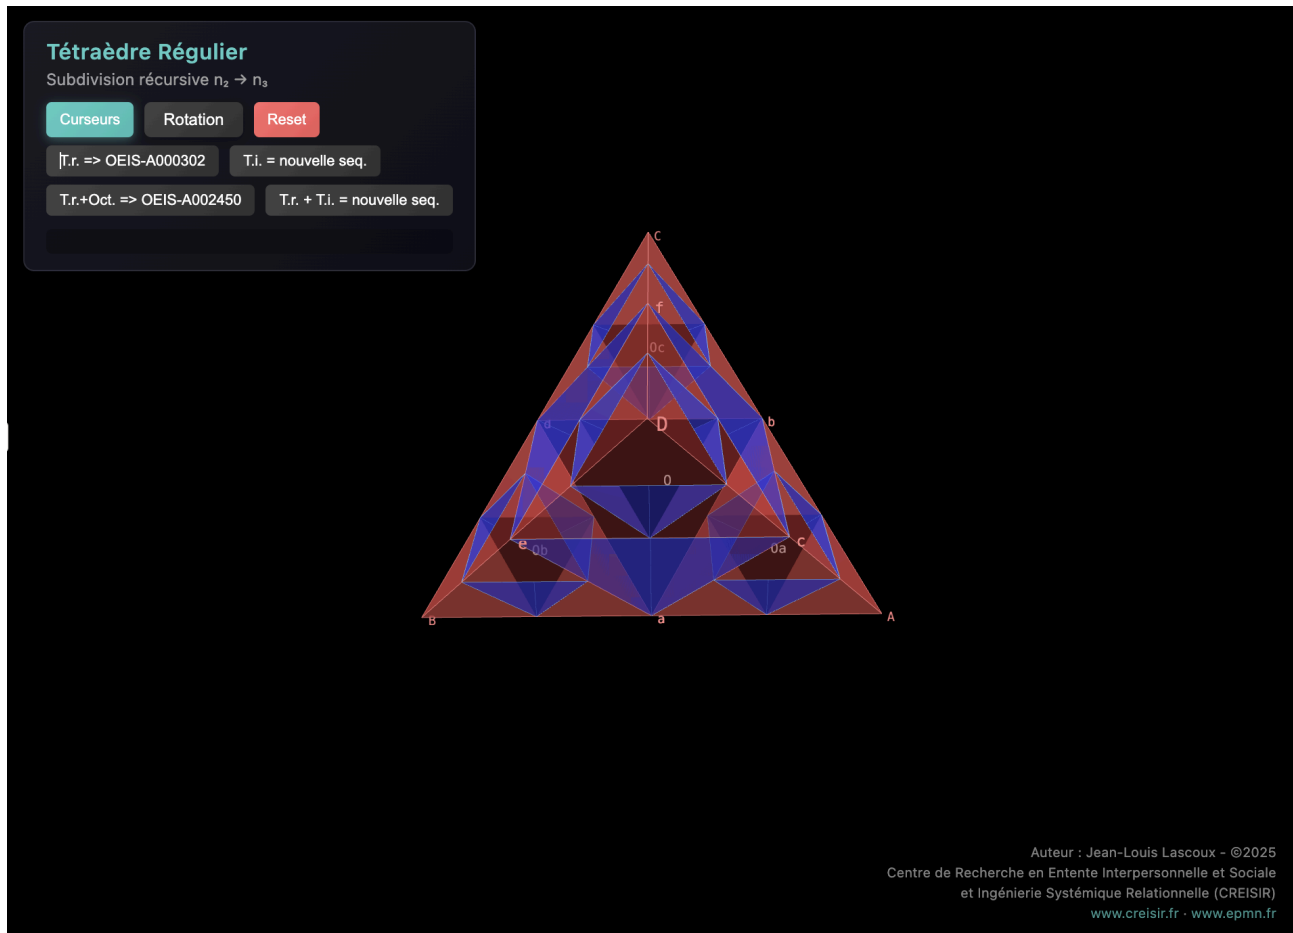 Tétraèdre Régulier
Subdivision récursive n₂ → n₃
Curseurs Rotation Reset
T.r. => OEIS-A000302 T.i. = nouvelle seq.
T.r.+Oct. => OEIS-A002450 T.r. + T.i. = nouvelle seq.
C
f
0c
d D b
0
e 0b 0a c
B a A
Auteur : Jean-Louis Lascoux - ©2025
Centre de Recherche en Entente Interpersonnelle et Sociale
et Ingénierie Systémique Relationnelle (CREISIR)
www.creisir.fr · www.epmn.fr